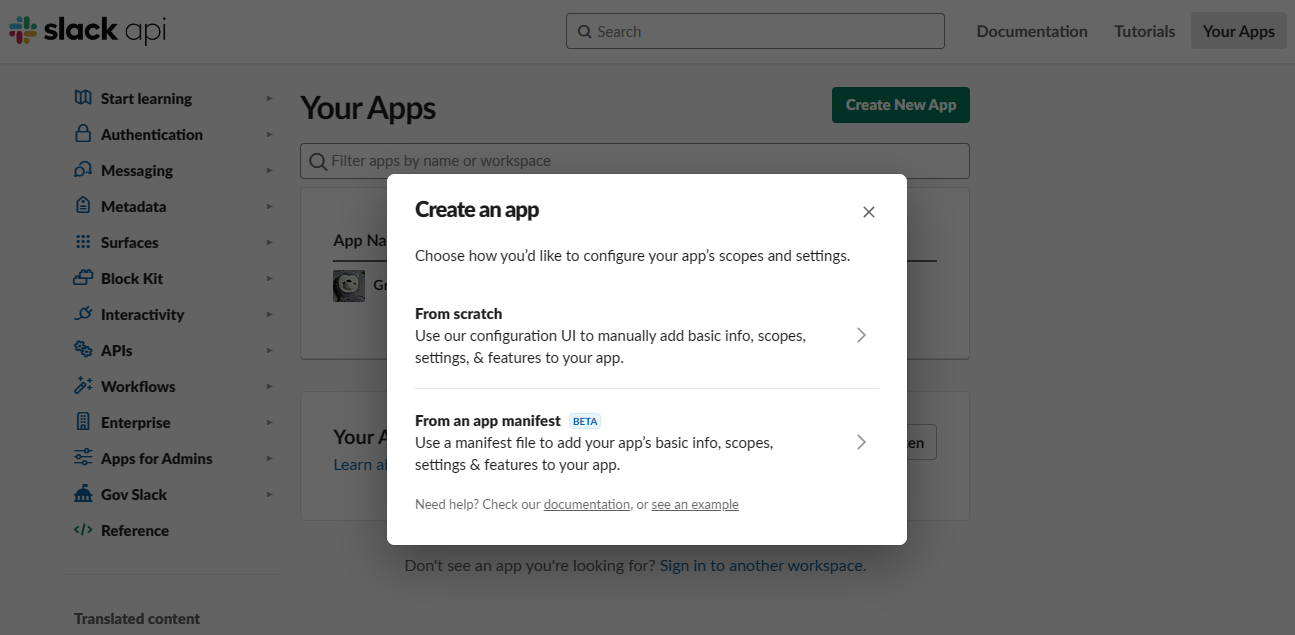 slack api
Search
Documentation
Tutorials
Your Apps
Start learning
Authentication
Messaging
Metadata
Surfaces
Block Kit
Interactivity
APIs
Workflows
Enterprise
Apps for Admins
Gov Slack
Reference
Translated content
Your Apps
Create New App
Filter apps by name or workspace
App Na
Gr
Your A
Learn al
en
Create an app
Choose how you’d like to configure your app’s scopes and settings.
From scratch
Use our configuration UI to manually add basic info, scopes,
settings, & features to your app.
From an app manifest BETA
Use a manifest file to add your app’s basic info, scopes,
settings & features to your app.
Need help? Check our documentation, or see an example
Don't see an app you're looking for? Sign in to another workspace.